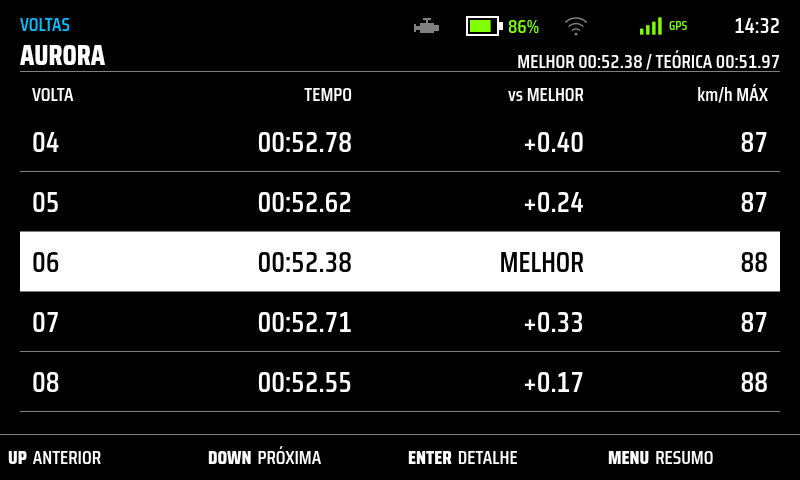 VOLTAS
86% GPS 14:32
AURORA
MELHOR 00:52.38 / TEÓRICA 00:51.97
VOLTA TEMPO vs MELHOR km/h MÁX
04 00:52.78 +0.40 87
05 00:52.62 +0.24 87
06 00:52.38 MELHOR 88
07 00:52.71 +0.33 87
08 00:52.55 +0.17 88
UP ANTERIOR DOWN PRÓXIMA ENTER DETALHE MENU RESUMO